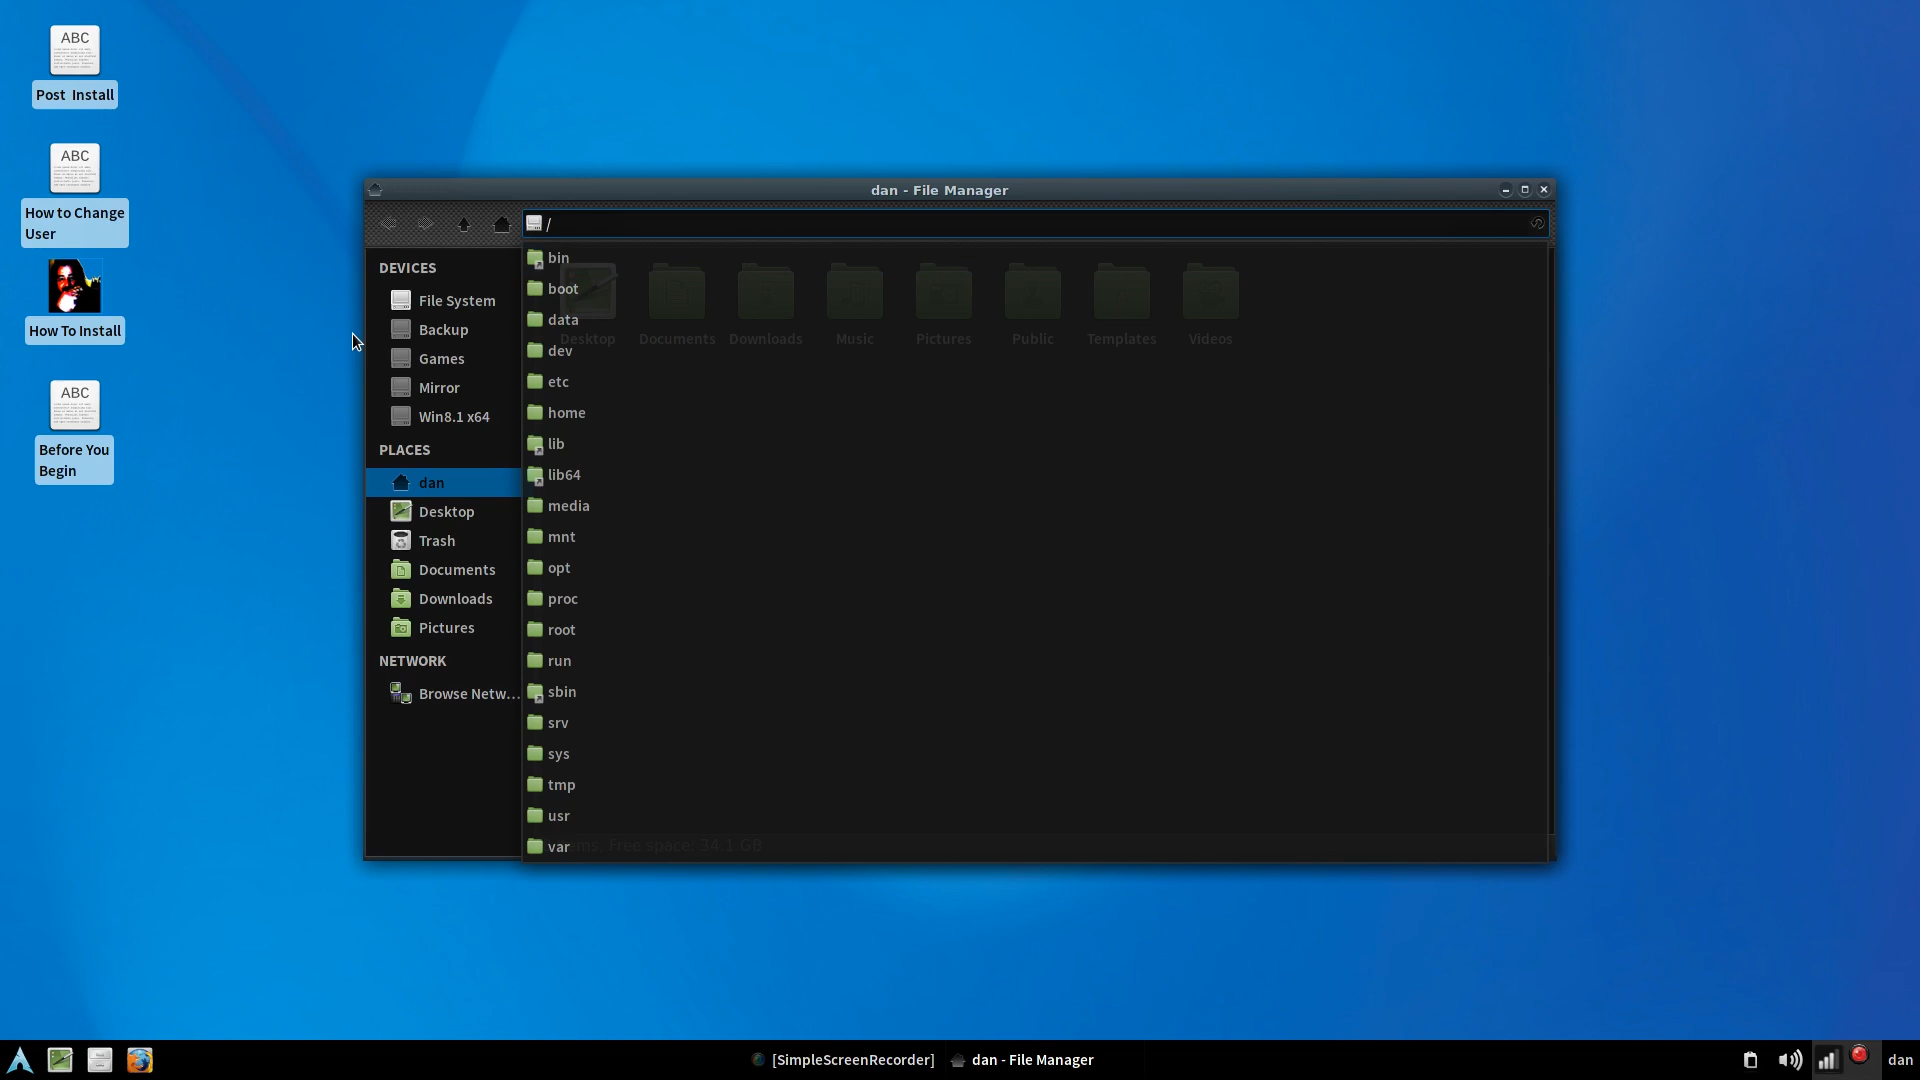 ABC
Post Install
ABC
How to Change
User
How To Install
ABC
Before You
Begin
dan - File Manager
/
DEVICES
File System
Backup
Games
Mirror
Win8.1 x64
PLACES
dan
Desktop
Trash
Documents
Downloads
Pictures
NETWORK
Browse Netw...
bin
boot
data
dev
etc
home
lib
lib64
media
mnt
opt
proc
root
run
sbin
srv
sys
tmp
usr
var
Desktop
Documents
Downloads
Music
Pictures
Public
Templates
Videos
Free space: 34.1 GB
[SimpleScreenRecorder]
dan - File Manager
dan